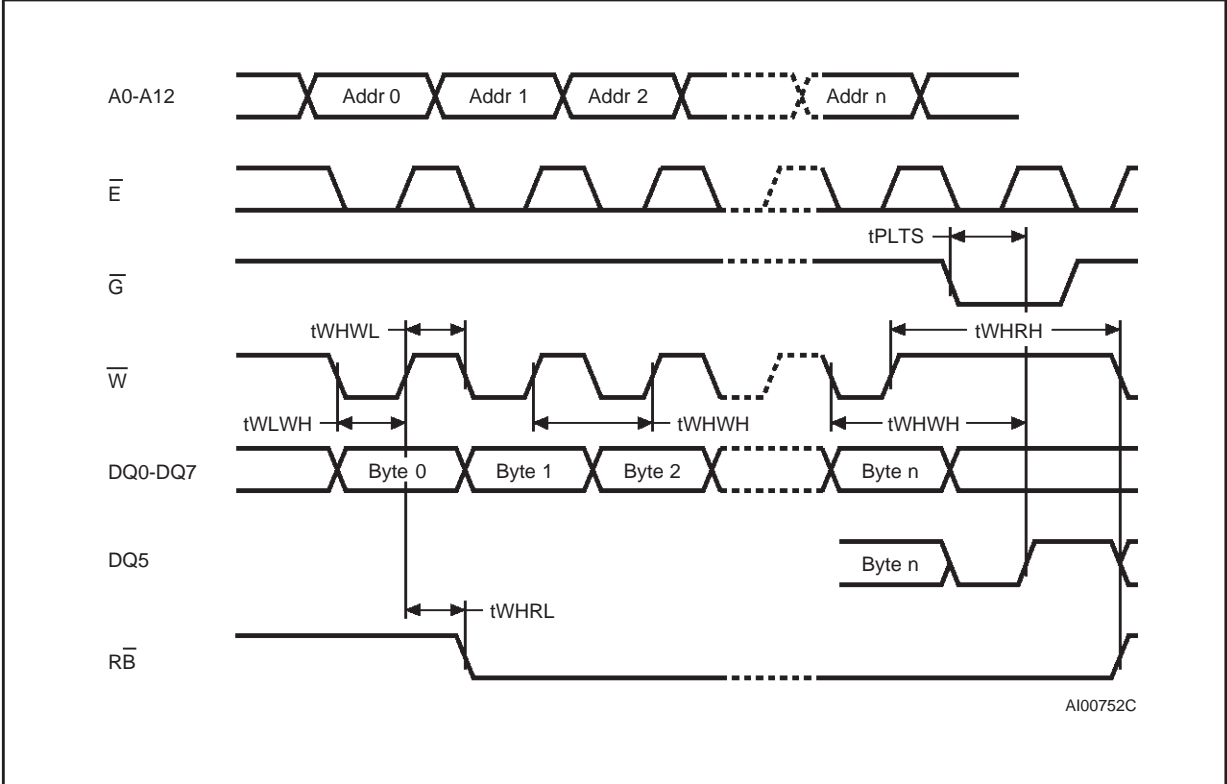 A0-A12
Addr 0
Addr 1
Addr 2
Addr n
E̅
tPLTS
G̅
tWHWL
tWHRH
W̅
tWLWH
tWHWH
tWHWH
DQ0-DQ7
Byte 0
Byte 1
Byte 2
Byte n
DQ5
Byte n
tWHRL
RB̅
AI00752C